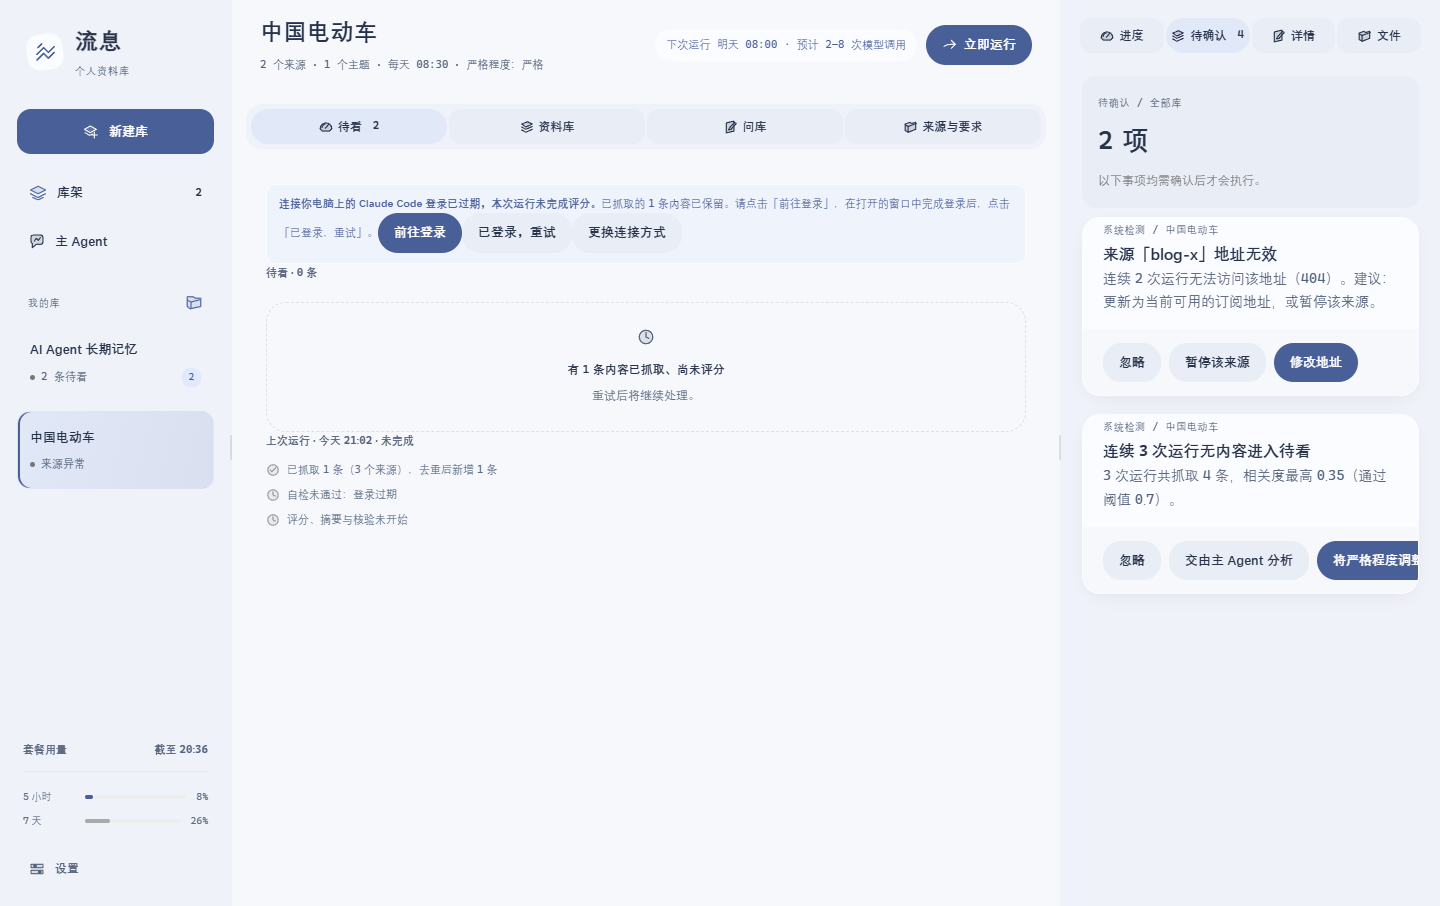 流息
个人资料库
新建库
库架 2
主 Agent
我的库
AI Agent 长期记忆
2 条待看 2
中国电动车
来源异常
套餐用量 截至 20:36
5 小时 8%
7 天 26%
设置
中国电动车
2 个来源 · 1 个主题 · 每天 08:30 · 严格程度：严格
下次运行 明天 08:00 · 预计 2–8 次模型调用
立即运行
待看 2
资料库
问库
来源与要求
连接你电脑上的 Claude Code 登录已过期，本次运行未完成评分。已抓取的 1 条内容已保留。请点击「前往登录」，在打开的窗口中完成登录后，点击
「已登录，重试」。 前往登录 已登录，重试 更换连接方式
待看 · 0 条
有 1 条内容已抓取、尚未评分
重试后将继续处理。
上次运行 · 今天 21:02 · 未完成
已抓取 1 条（3 个来源），去重后新增 1 条
自检未通过：登录过期
评分、摘要与核验未开始
进度
待确认 4
详情
文件
待确认 / 全部库
2 项
以下事项均需确认后才会执行。
系统检测 / 中国电动车
来源「blog-x」地址无效
连续 2 次运行无法访问该地址（404）。建议：
更新为当前可用的订阅地址，或暂停该来源。
忽略 暂停该来源 修改地址
系统检测 / 中国电动车
连续 3 次运行无内容进入待看
3 次运行共抓取 4 条，相关度最高 0.35（通过
阈值 0.7）。
忽略 交由主 Agent 分析 将严格程度调整